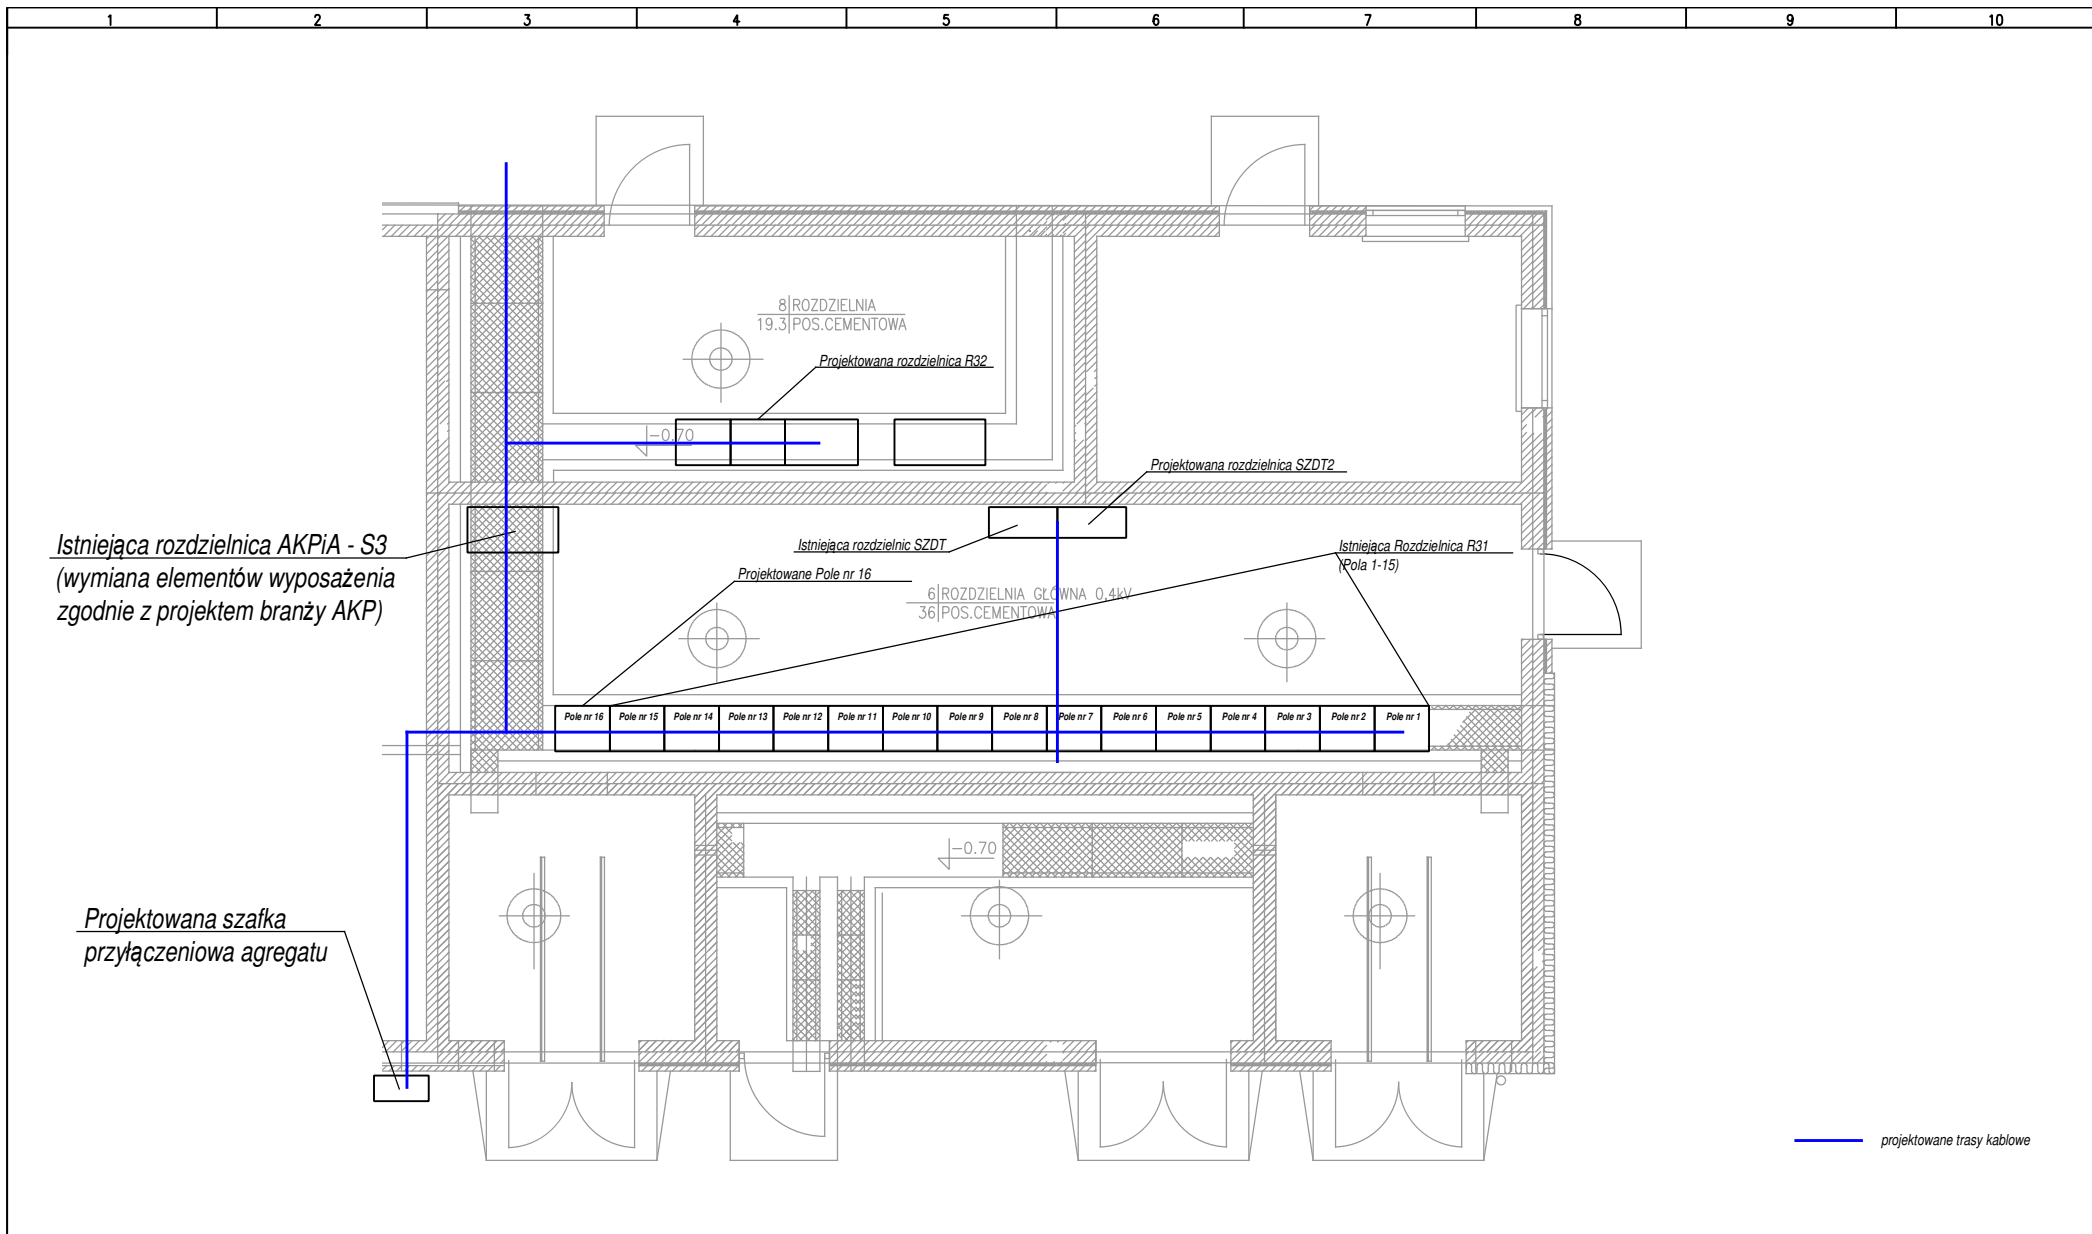 1 2 3 4 5 6 7 8 9 10
8 ROZDZIELNIA
19.3 POS.CEMENTOWA
Projektowana rozdzielnica R32
-0.70
Projektowana rozdzielnica SZDT2
Istniejąca rozdzielnica AKPiA - S3
(wymiana elementów wyposażenia
zgodnie z projektem branży AKP)
Istniejąca rozdzielnic SZDT
Istniejąca Rozdzielnica R31
(Pola 1-15)
Projektowane Pole nr 16
6 ROZDZIELNIA GŁÓWNA 0,4kV
36 POS.CEMENTOWA
Pole nr 16 Pole nr 15 Pole nr 14 Pole nr 13 Pole nr 12 Pole nr 11 Pole nr 10 Pole nr 9 Pole nr 8 Pole nr 7 Pole nr 6 Pole nr 5 Pole nr 4 Pole nr 3 Pole nr 2 Pole nr 1
-0.70
Projektowana szafka
przyłączeniowa agregatu
projektowane trasy kablowe